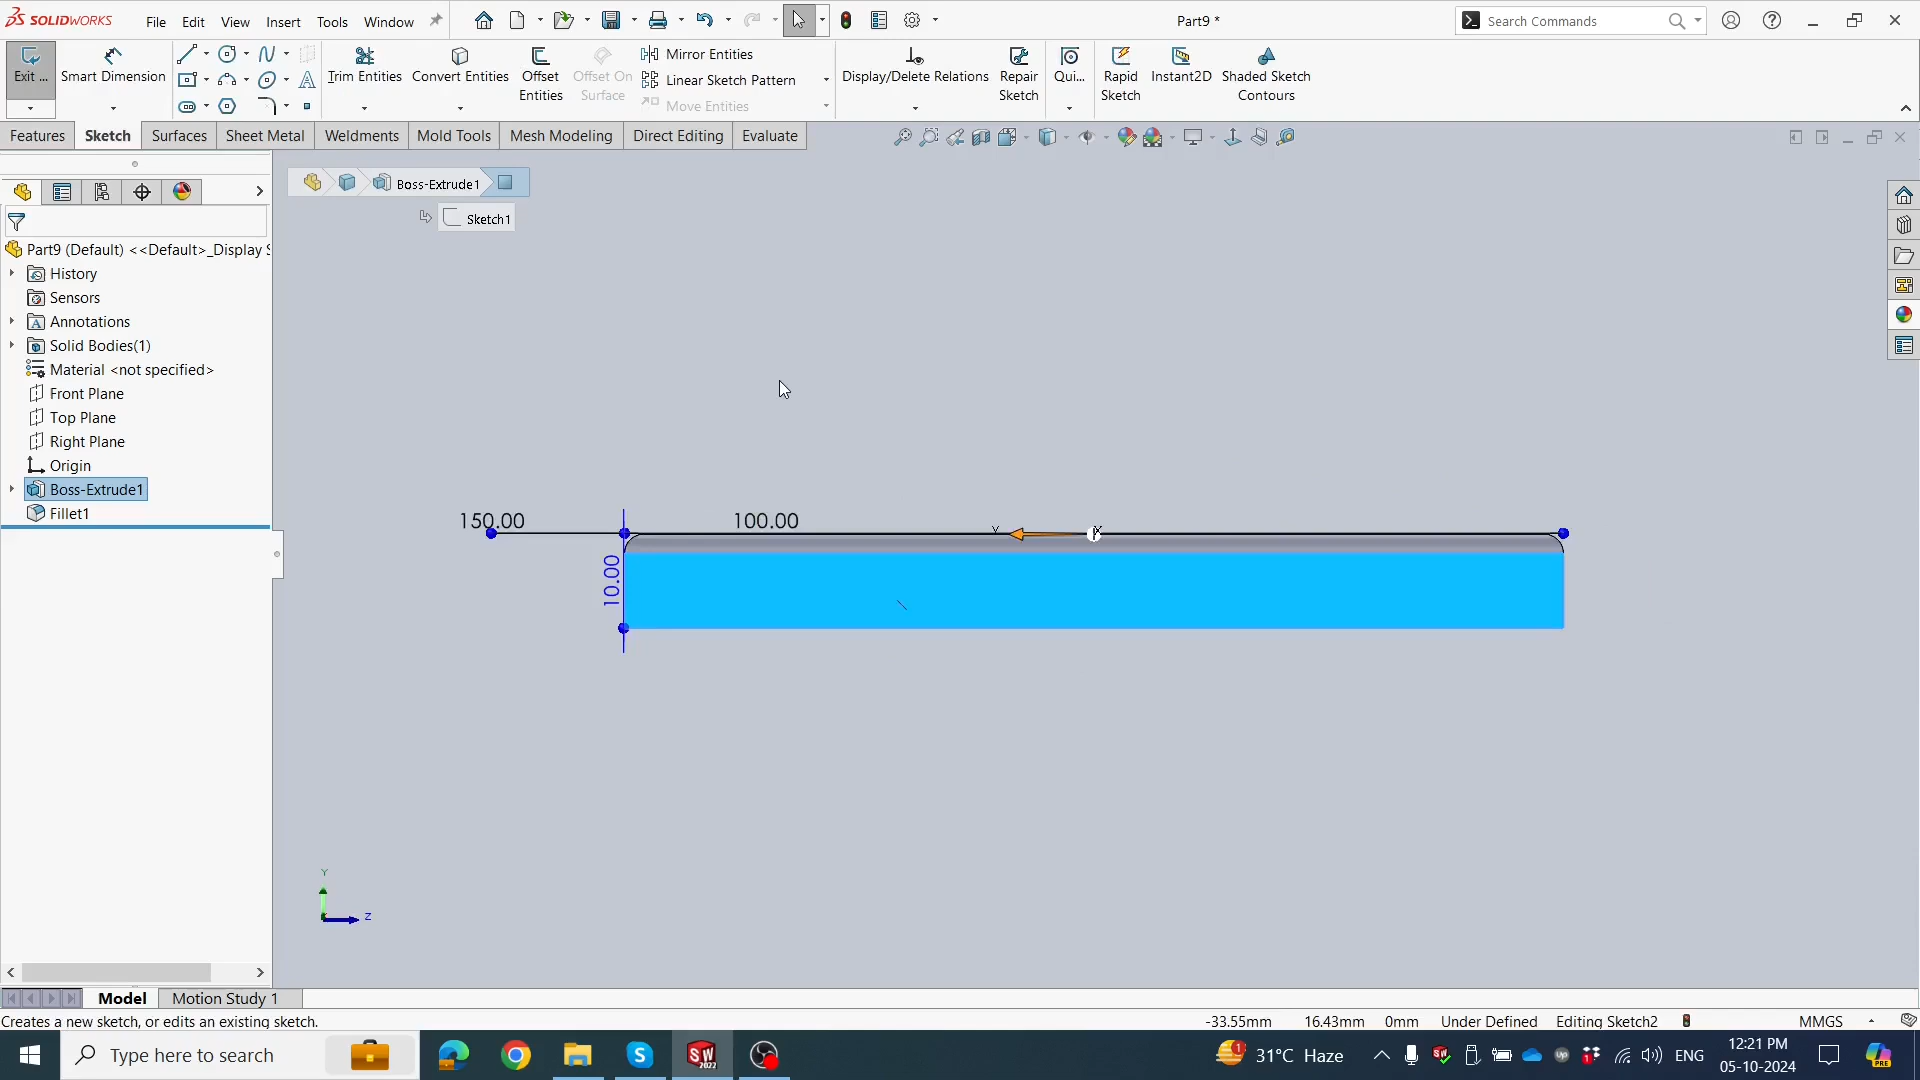 SOLIDWORKS
File Edit View Insert Tools Window
Part9 *
Search Commands
Exit ...
Smart Dimension
Trim Entities
Convert Entities
Offset Entities
Offset On Surface
Mirror Entities
Linear Sketch Pattern
Move Entities
Display/Delete Relations
Repair Sketch
Qui...
Rapid Sketch
Instant2D
Shaded Sketch Contours
Features Sketch Surfaces Sheet Metal Weldments Mold Tools Mesh Modeling Direct Editing Evaluate
Boss-Extrude1
Sketch1
Part9 (Default) <<Default>_Display S
History
Sensors
Annotations
Solid Bodies(1)
Material <not specified>
Front Plane
Top Plane
Right Plane
Origin
Boss-Extrude1
Fillet1
150.00
100.00
10.00
Y
X
Y
Z
Model Motion Study 1
Creates a new sketch, or edits an existing sketch.
-33.55mm 16.43mm 0mm Under Defined Editing Sketch2 MMGS
Type here to search
SW 2022
1
31°C Haze
ENG
12:21 PM
05-10-2024
PRE